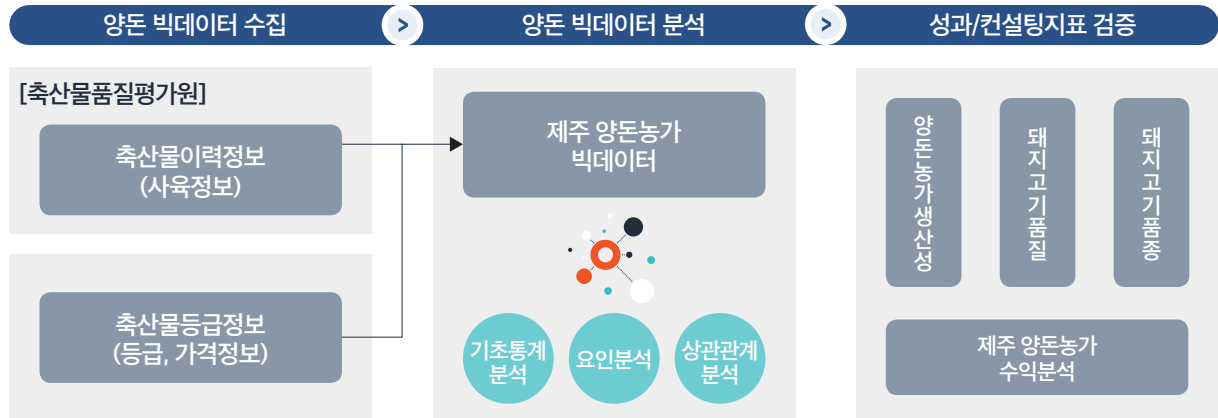 양돈 빅데이터 수집
>
양돈 빅데이터 분석
>
성과/컨설팅지표 검증
[축산물품질평가원]
축산물이력정보
(사육정보)
축산물등급정보
(등급, 가격정보)
제주 양돈농가
빅데이터
기초통계
분석
요인분석
상관관계
분석
양돈농가생산성
돼지고기품질
돼지고기품종
제주 양돈농가
수익분석